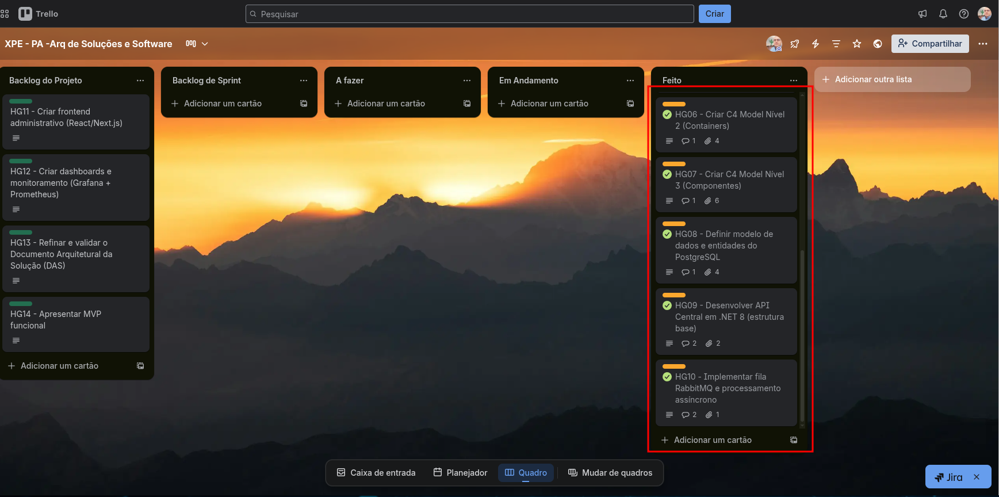 Trello
Pesquisar
Criar
XPE - PA -Arq de Soluções e Software
Compartilhar
Backlog do Projeto
HG11 - Criar frontend
administrativo (React/Next.js)
HG12 - Criar dashboards e
monitoramento (Grafana +
Prometheus)
HG13 - Refinar e validar o
Documento Arquitetural da
Solução (DAS)
HG14 - Apresentar MVP
funcional
Adicionar um cartão
Backlog de Sprint
Adicionar um cartão
A fazer
Adicionar um cartão
Em Andamento
Adicionar um cartão
Feito
HG06 - Criar C4 Model Nível
2 (Containers)
1 4
HG07 - Criar C4 Model Nível
3 (Componentes)
1 6
HG08 - Definir modelo de
dados e entidades do
PostgreSQL
1 4
HG09 - Desenvolver API
Central em .NET 8 (estrutura
base)
2 2
HG10 - Implementar fila
RabbitMQ e processamento
assíncrono
2 1
Adicionar um cartão
Adicionar outra lista
Caixa de entrada
Planejador
Quadro
Mudar de quadros
Jira